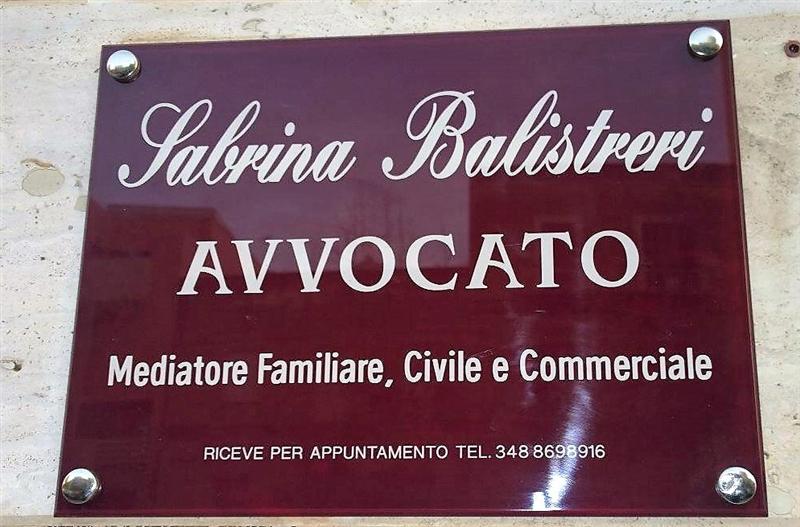 Sabrina Balistreri
AVVOCATO
Mediatore Familiare, Civile e Commerciale
RICEVE PER APPUNTAMENTO TEL. 348 8698916